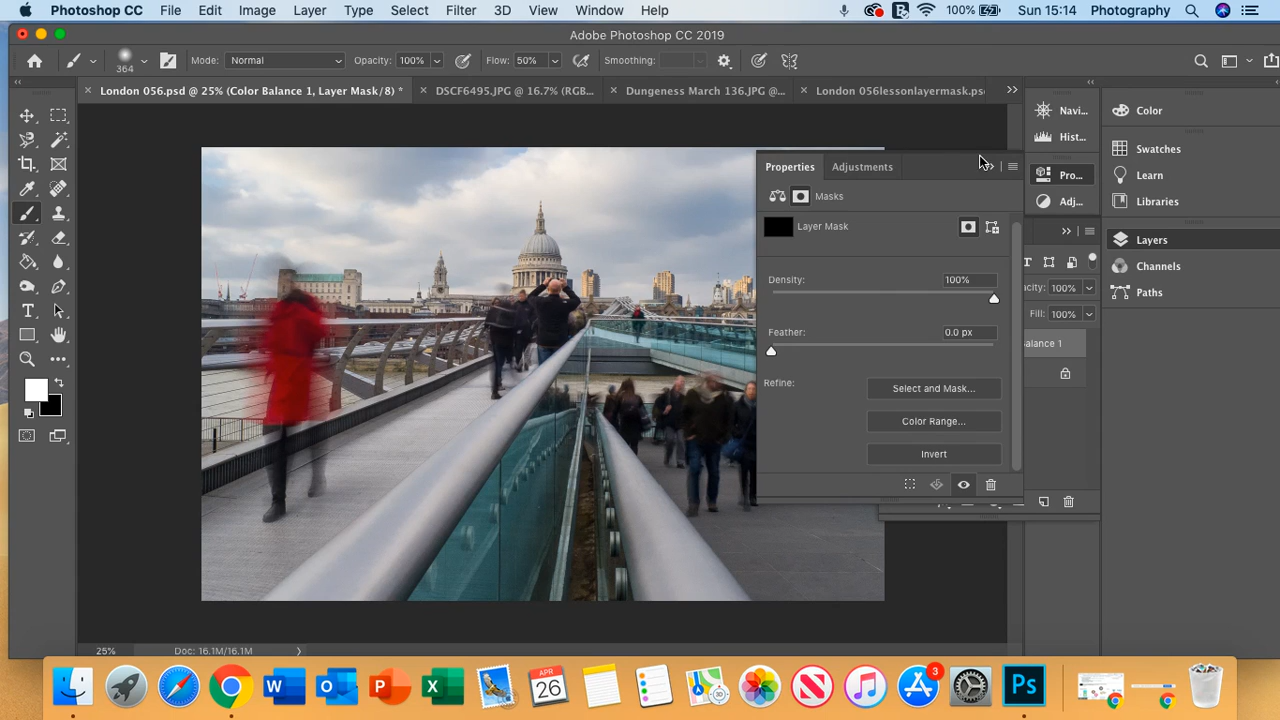 Photoshop CC File Edit Image Layer Type Select Filter 3D View Window Help 100% Sun 15:14 Photography
Adobe Photoshop CC 2019
364 Mode: Normal Opacity: 100% Flow: 50% Smoothing:
London 056.psd @ 25% (Color Balance 1, Layer Mask/8) * DSCF6495.JPG @ 16.7% (RGB... Dungeness March 136.JPG @... London 056lessonlayermask.ps
Navi... Color
Hist...
Swatches
Properties Adjustments
Pro... Learn
Masks
Adj... Libraries
Layer Mask
Layers
Channels
Density: 100%
acity: 100%
Paths
Fill: 100%
Feather: 0.0 px
alance 1
Refine: Select and Mask...
Color Range...
Invert
25% Doc: 16.1M/16.1M
W O P X APR 26 3 Ps